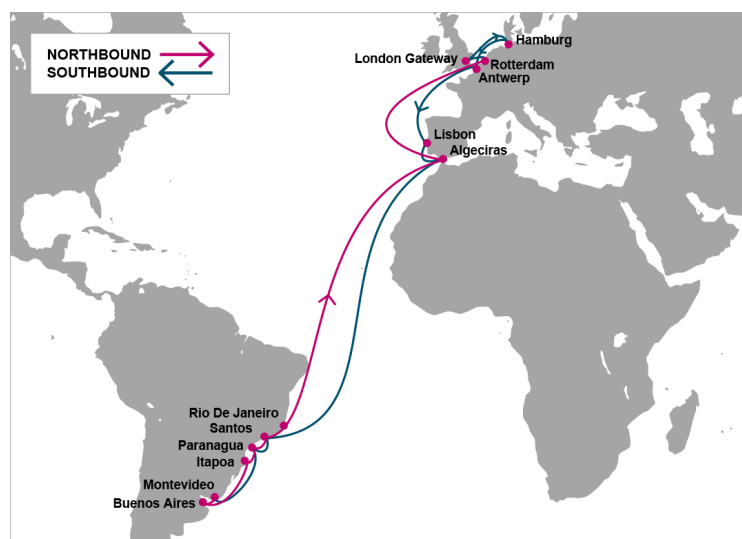 NORTHBOUND
SOUTHBOUND
Hamburg
London Gateway
Rotterdam
Antwerp
Lisbon
Algeciras
Rio De Janeiro
Santos
Paranagua
Itapoa
Montevideo
Buenos Aires